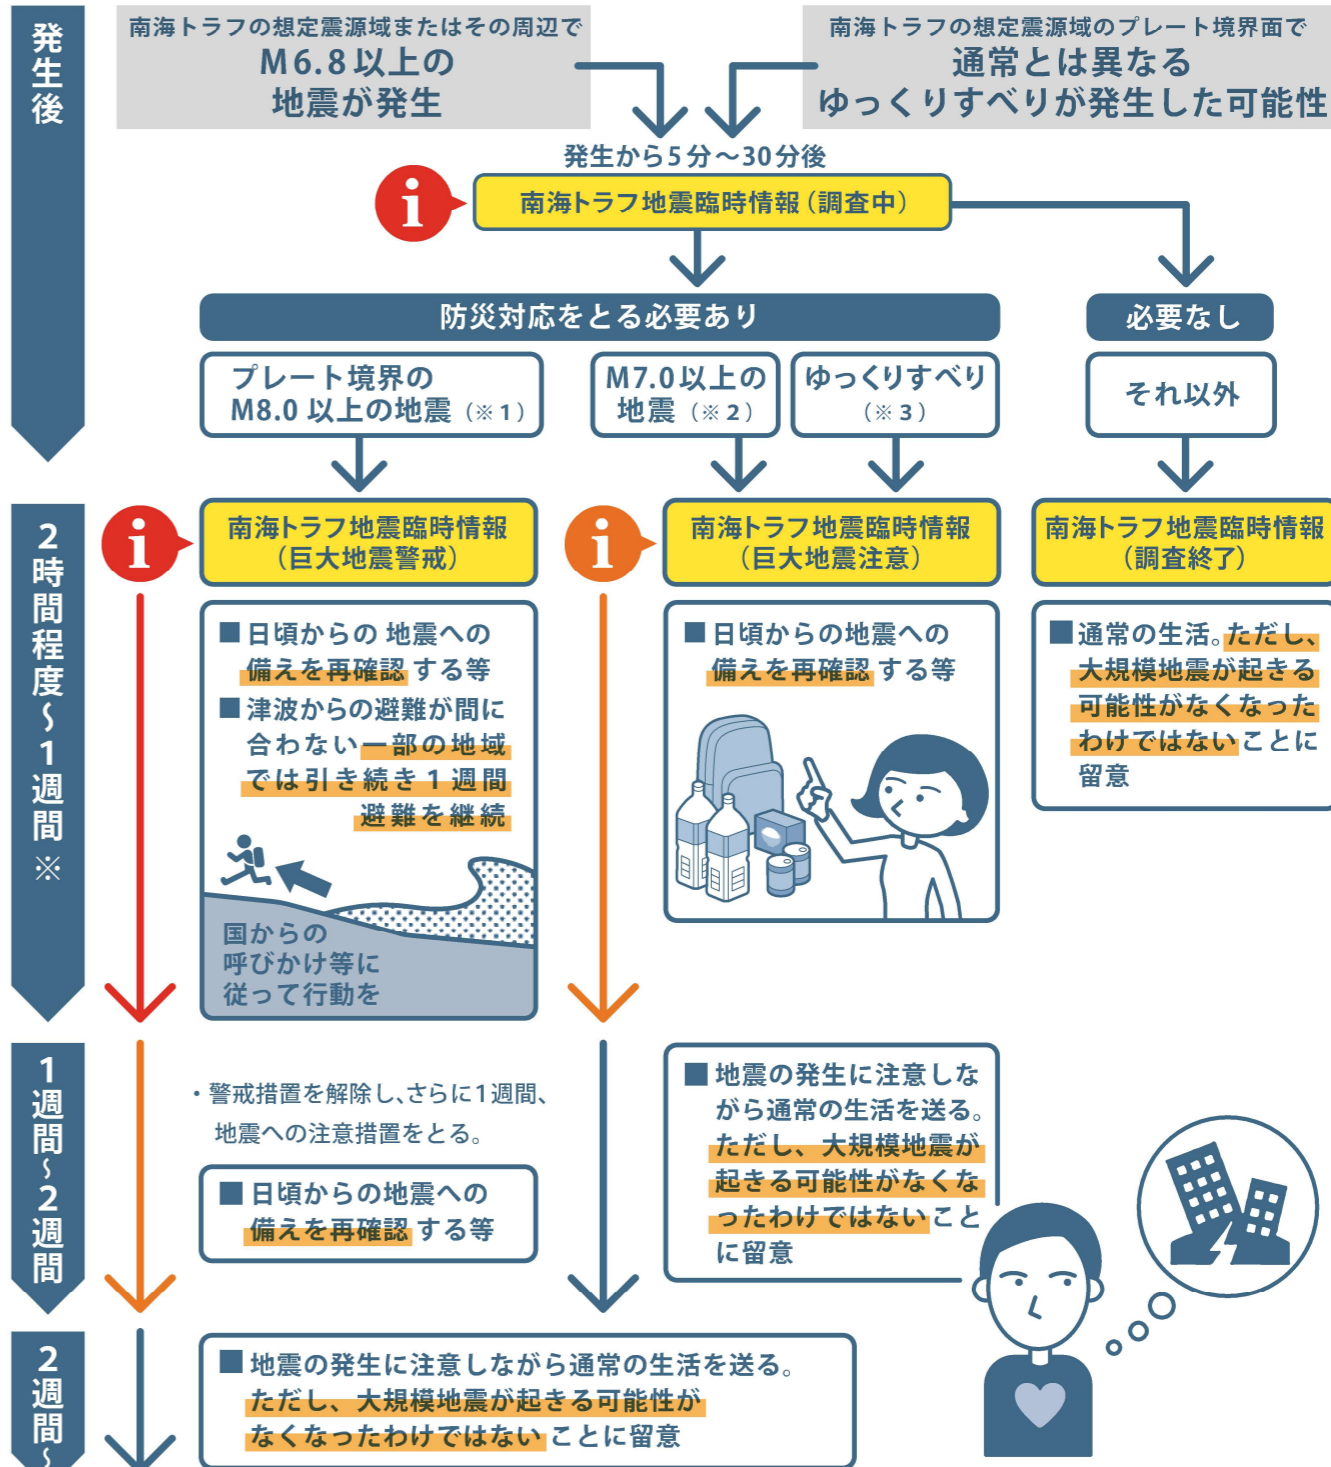 発生後
南海トラフの想定震源域またはその周辺で
M6.8以上の
地震が発生
南海トラフの想定震源域のプレート境界面で
通常とは異なる
ゆっくりすべりが発生した可能性
発生から5分～30分後
i
南海トラフ地震臨時情報（調査中）
防災対応をとる必要あり
必要なし
プレート境界の
M8.0 以上の地震（※1）
M7.0以上の
地震（※2）
ゆっくりすべり
（※3）
それ以外
2時間程度～1週間※
i
南海トラフ地震臨時情報
（巨大地震警戒）
■日頃からの 地震への
備えを再確認 する等
■津波からの避難が間に
合わない一部の地域
では引き続き1週間
避難を継続
国からの
呼びかけ等に
従って行動を
i
南海トラフ地震臨時情報
（巨大地震注意）
■日頃からの地震への
備えを再確認 する等
南海トラフ地震臨時情報
（調査終了）
■通常の生活。ただし、
大規模地震が起きる
可能性がなくなった
わけではないことに
留意
1週間～2週間
・警戒措置を解除し、さらに1週間、
地震への注意措置をとる。
■日頃からの地震への
備えを再確認 する等
■地震の発生に注意しな
がら通常の生活を送る。
ただし、大規模地震が
起きる可能性がなくな
ったわけではないこと
に留意
2週間～
■地震の発生に注意しながら通常の生活を送る。
ただし、大規模地震が起きる可能性が
なくなったわけではないことに留意